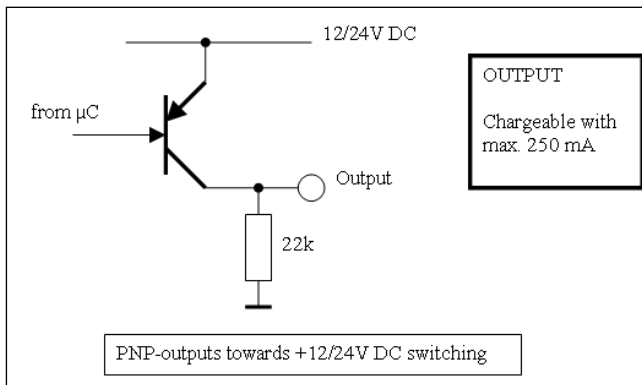 12/24V DC
OUTPUT
Chargeable with
max. 250 mA
from µC
Output
22k
PNP-outputs towards +12/24V DC switching